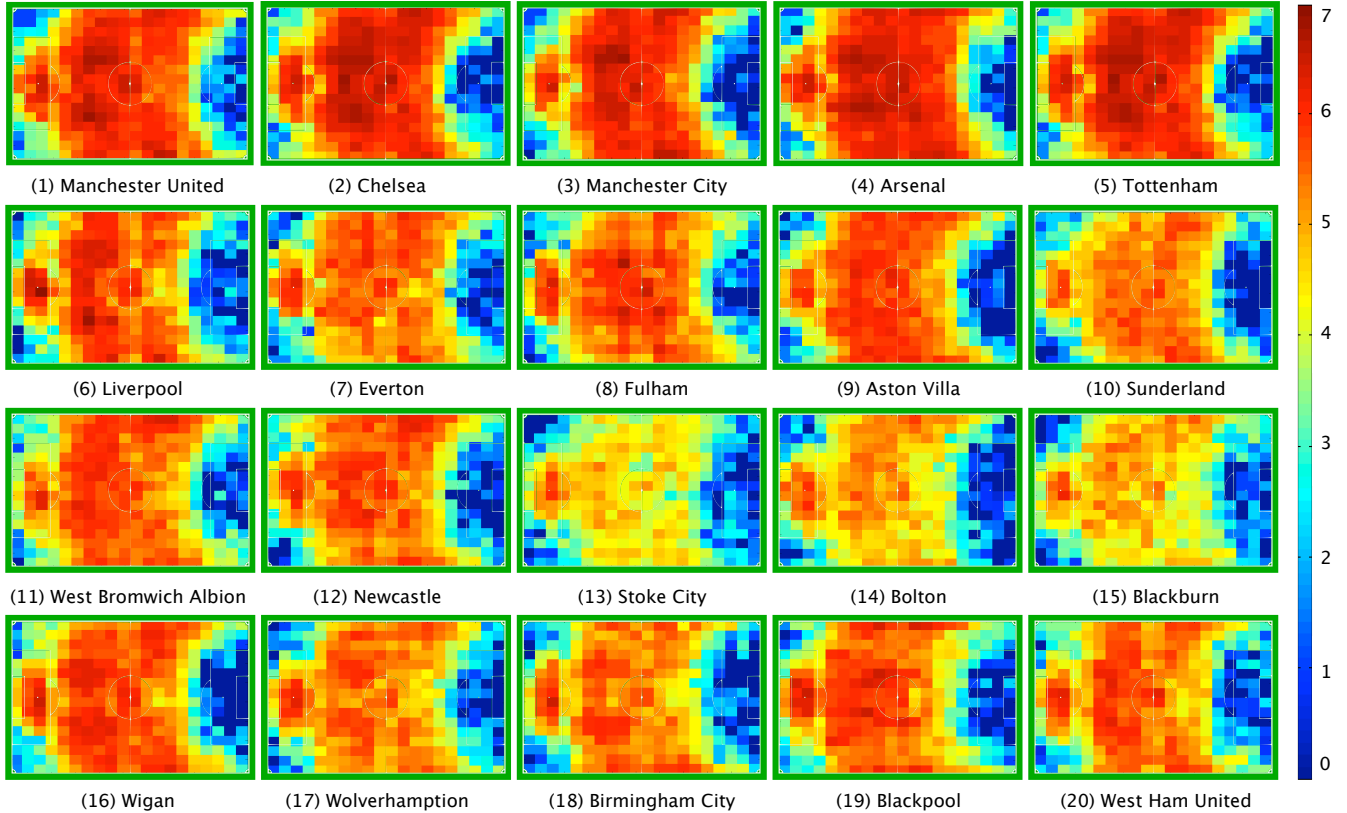 (1) Manchester United
(2) Chelsea
(3) Manchester City
(4) Arsenal
(5) Tottenham
(6) Liverpool
(7) Everton
(8) Fulham
(9) Aston Villa
(10) Sunderland
(11) West Bromwich Albion
(12) Newcastle
(13) Stoke City
(14) Bolton
(15) Blackburn
(16) Wigan
(17) Wolverhamption
(18) Birmingham City
(19) Blackpool
(20) West Ham United
7
6
5
4
3
2
1
0